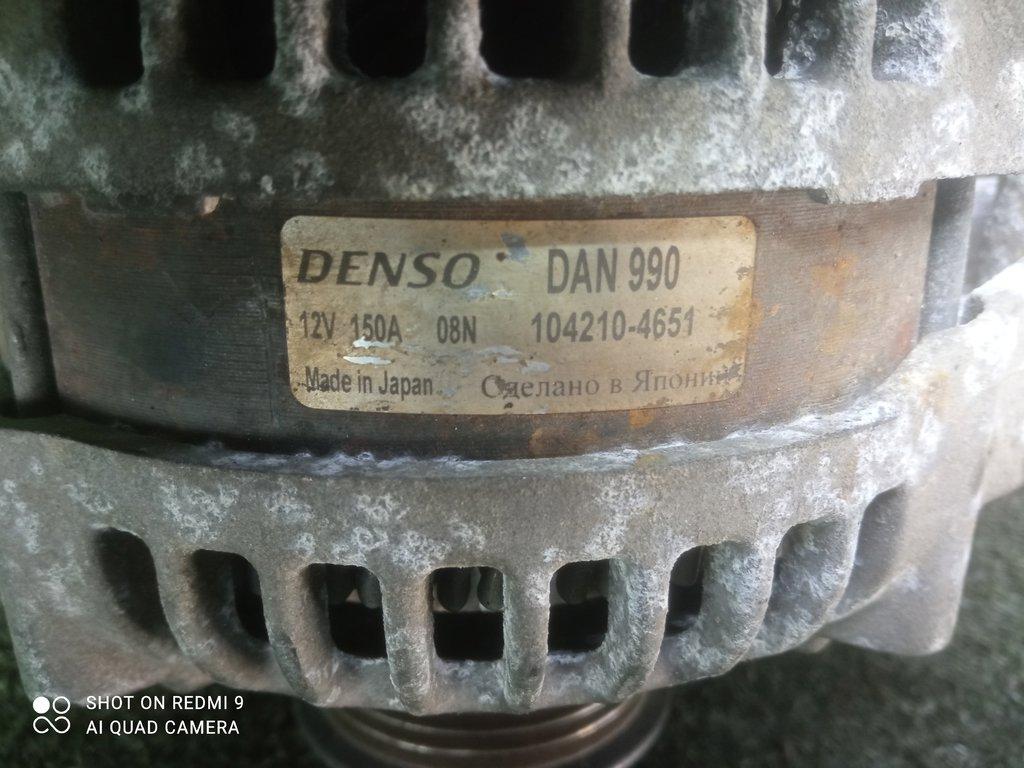 DENSO DAN 990
12V 150A 08N 104210-4651
Made in Japan Сделано в Японии
SHOT ON REDMI 9
AI QUAD CAMERA